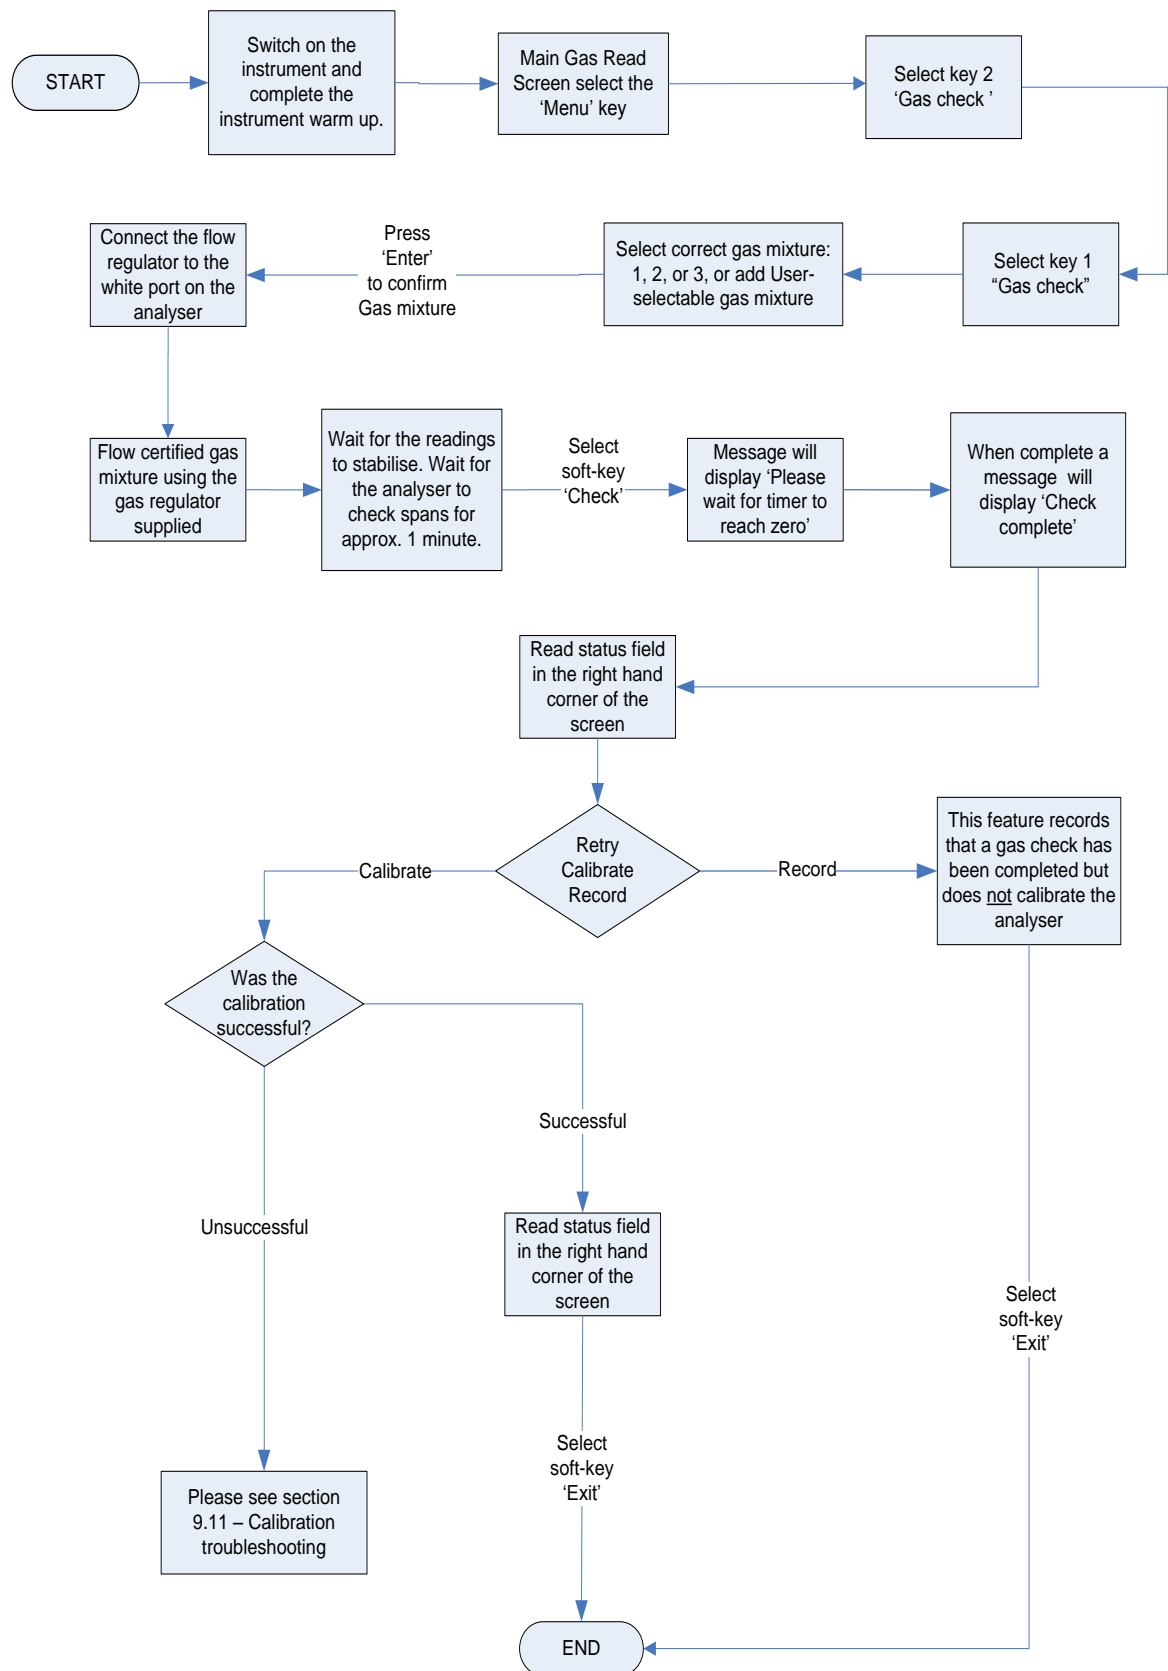 START
Switch on the
instrument and
complete the
instrument warm up.
Main Gas Read
Screen select the
‘Menu’ key
Select key 2
‘Gas check ’
Select key 1
“Gas check”
Select correct gas mixture:
1, 2, or 3, or add User-
selectable gas mixture
Press
‘Enter’
to confirm
Gas mixture
Connect the flow
regulator to the
white port on the
analyser
Flow certified gas
mixture using the
gas regulator
supplied
Wait for the readings
to stabilise. Wait for
the analyser to
check spans for
approx. 1 minute.
Select
soft-key
‘Check’
Message will
display ‘Please
wait for timer to
reach zero’
When complete a
message  will
display ‘Check
complete’
Read status field
in the right hand
corner of the
screen
Retry
Calibrate
Record
Calibrate
Record
This feature records
that a gas check has
been completed but
does not calibrate the
analyser
Was the
calibration
successful?
Successful
Unsuccessful
Read status field
in the right hand
corner of the
screen
Select
soft-key
‘Exit’
Select
soft-key
‘Exit’
Please see section
9.11 – Calibration
troubleshooting
END